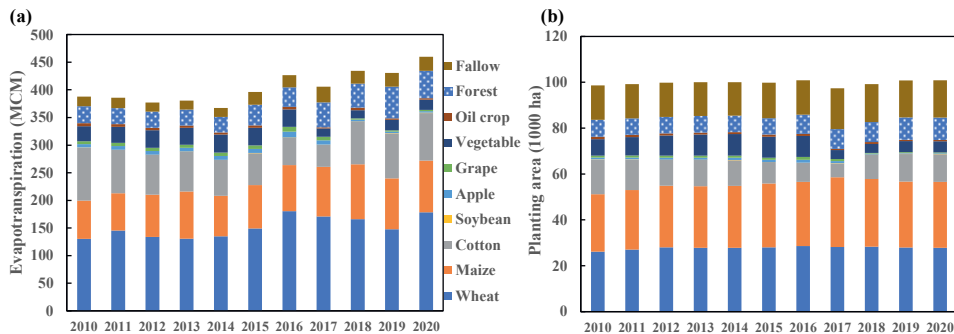 (a)
Evapotranspiration (MCM)
500
450
400
350
300
250
200
150
100
50
0
2010 2011 2012 2013 2014 2015 2016 2017 2018 2019 2020
Fallow
Forest
Oil crop
Vegetable
Grape
Apple
Soybean
Cotton
Maize
Wheat
(b)
Planting area (1000 ha)
120
100
80
60
40
20
0
2010 2011 2012 2013 2014 2015 2016 2017 2018 2019 2020